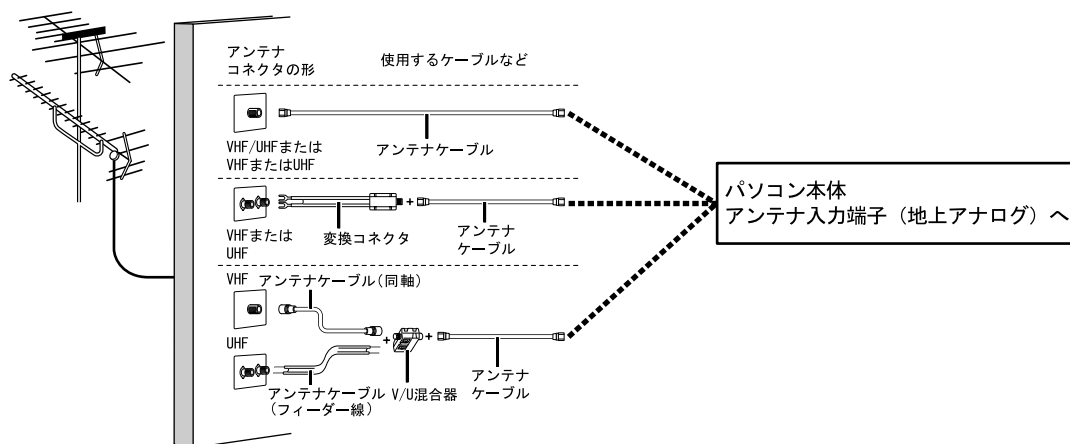 アンテナ
コネクタの形
使用するケーブルなど
VHF/UHFまたは
VHFまたはUHF
アンテナケーブル
VHFまたは
UHF
変換コネクタ
+
アンテナ
ケーブル
VHF
アンテナケーブル(同軸)
UHF
+
+
アンテナケーブル
(フィーダー線)
V/U混合器
アンテナ
ケーブル
パソコン本体
アンテナ入力端子(地上アナログ)へ